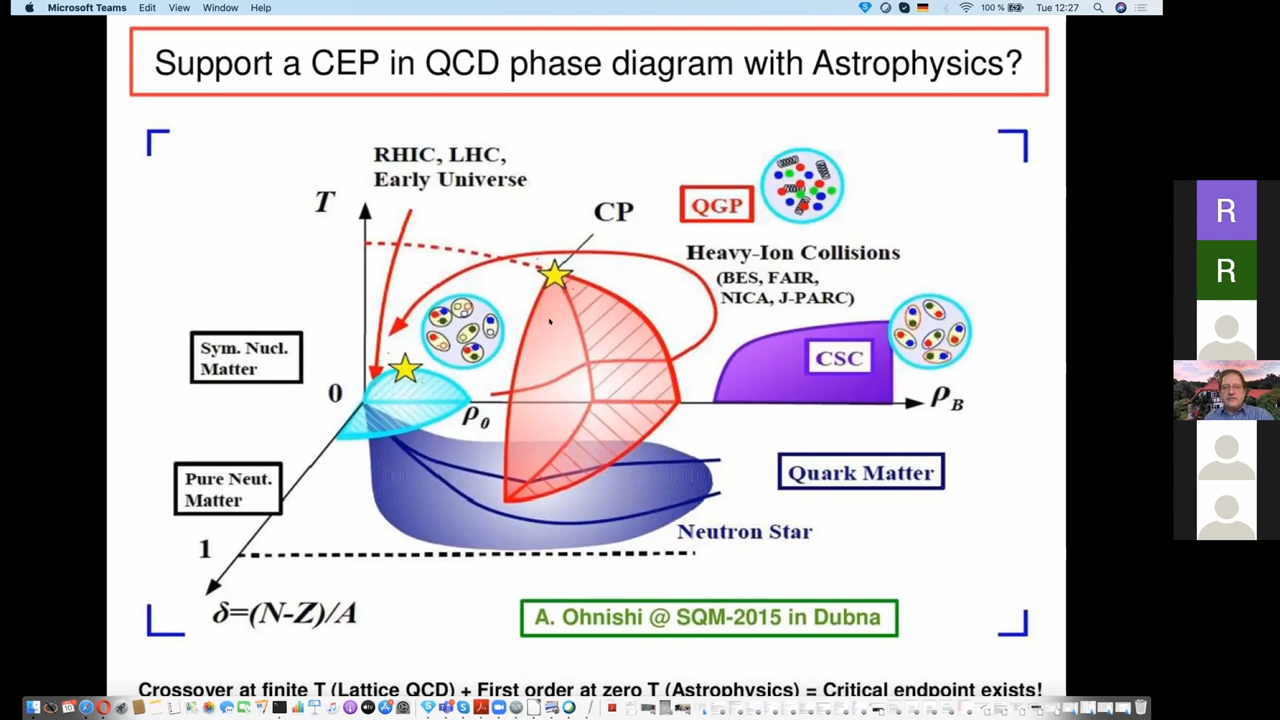 Microsoft Teams Edit View Window Help 100 % Tue 12:27
Support a CEP in QCD phase diagram with Astrophysics?
RHIC, LHC,
Early Universe
T
CP
QGP
Heavy-Ion Collisions
(BES, FAIR,
NICA, J-PARC)
Sym. Nucl.
Matter
CSC
0
ρ0
ρB
Pure Neut.
Matter
Quark Matter
Neutron Star
1
δ=(N-Z)/A
A. Ohnishi @ SQM-2015 in Dubna
Crossover at finite T (Lattice QCD) + First order at zero T (Astrophysics) = Critical endpoint exists!
R
R